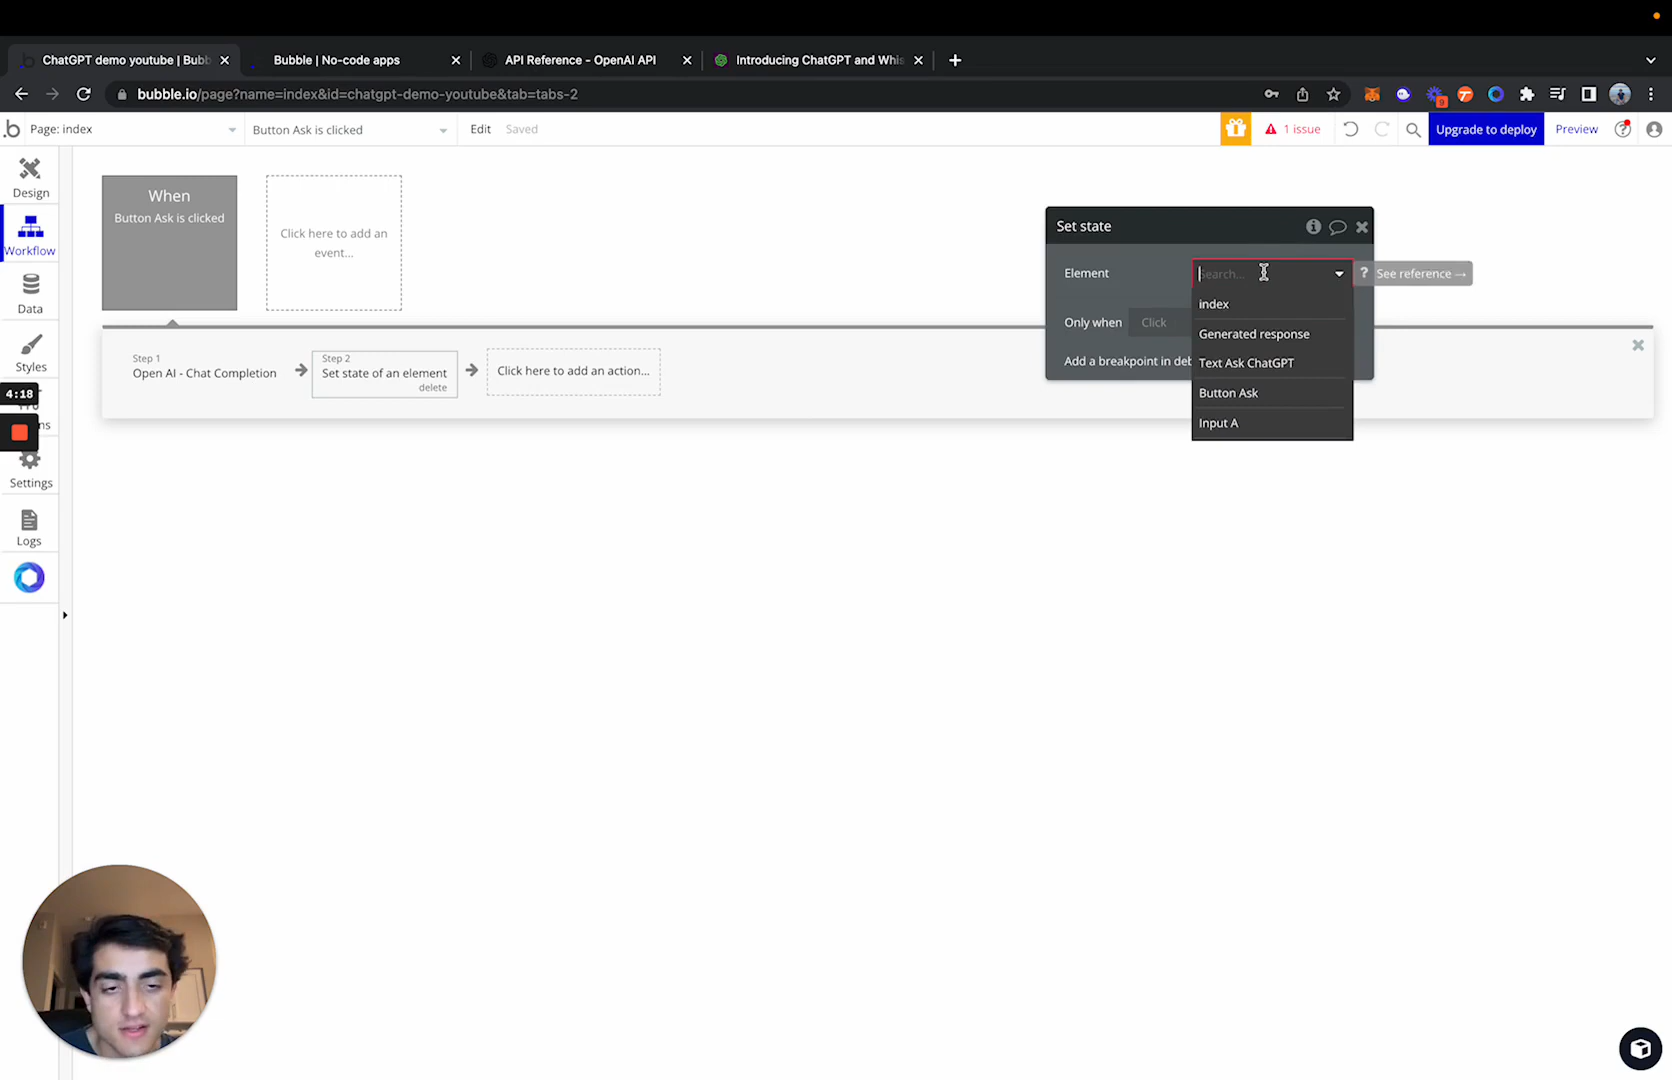 ChatGPT demo youtube | Bubb
Bubble | No-code apps
API Reference - OpenAI API
Introducing ChatGPT and Whis
bubble.io/page?name=index&id=chatgpt-demo-youtube&tab=tabs-2
9
Page: index
Button Ask is clicked
Edit
Saved
1 issue
Upgrade to deploy
Preview
Design
Workflow
Data
Styles
4:18
ns
Settings
Logs
When
Button Ask is clicked
Click here to add an
event...
Step 1
Open AI - Chat Completion
Step 2
Set state of an element
delete
Click here to add an action...
Set state
Element
Search...
? See reference →
index
Generated response
Text Ask ChatGPT
Button Ask
Input A
Only when
Click
Add a breakpoint in deb